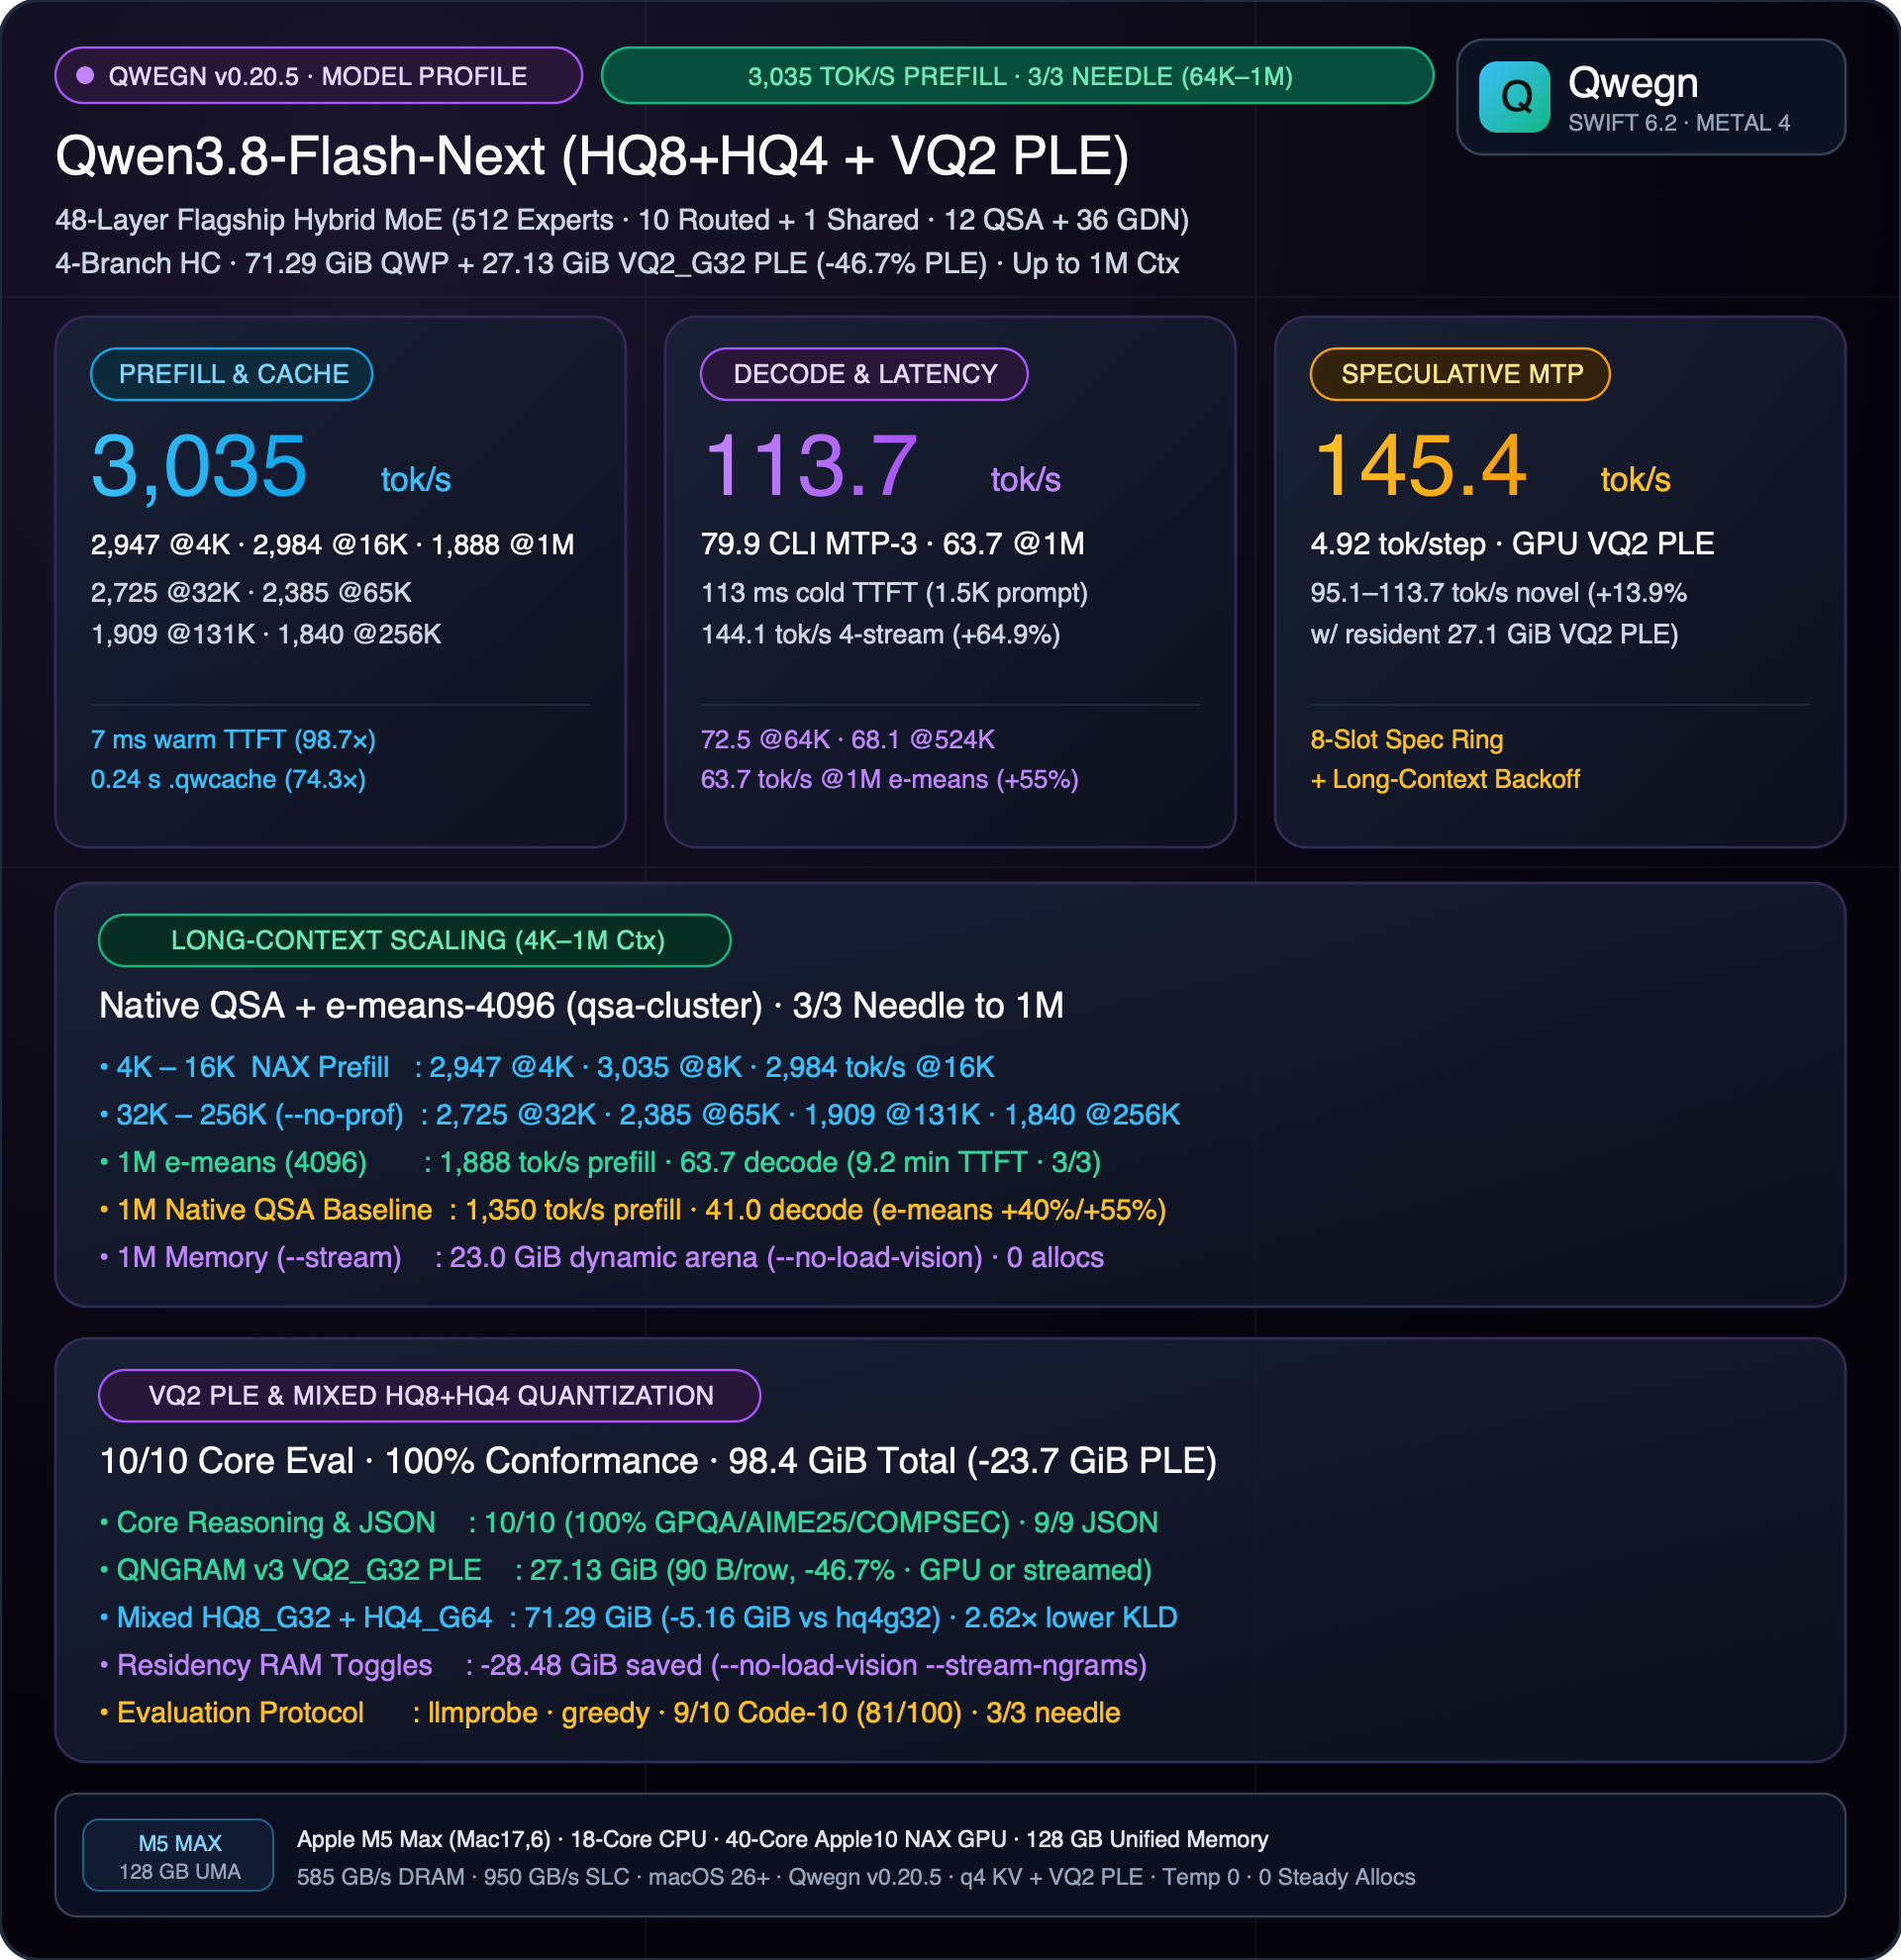 QWEGN v0.20.5 · MODEL PROFILE
3,035 TOK/S PREFILL · 3/3 NEEDLE (64K–1M)
Q
Qwegn
SWIFT 6.2 · METAL 4
Qwen3.8-Flash-Next (HQ8+HQ4 + VQ2 PLE)
48-Layer Flagship Hybrid MoE (512 Experts · 10 Routed + 1 Shared · 12 QSA + 36 GDN)
4-Branch HC · 71.29 GiB QWP + 27.13 GiB VQ2_G32 PLE (-46.7% PLE) · Up to 1M Ctx
PREFILL & CACHE
3,035 tok/s
2,947 @4K · 2,984 @16K · 1,888 @1M
2,725 @32K · 2,385 @65K
1,909 @131K · 1,840 @256K
7 ms warm TTFT (98.7×)
0.24 s .qwcache (74.3×)
DECODE & LATENCY
113.7 tok/s
79.9 CLI MTP-3 · 63.7 @1M
113 ms cold TTFT (1.5K prompt)
144.1 tok/s 4-stream (+64.9%)
72.5 @64K · 68.1 @524K
63.7 tok/s @1M e-means (+55%)
SPECULATIVE MTP
145.4 tok/s
4.92 tok/step · GPU VQ2 PLE
95.1–113.7 tok/s novel (+13.9%
w/ resident 27.1 GiB VQ2 PLE)
8-Slot Spec Ring
+ Long-Context Backoff
LONG-CONTEXT SCALING (4K–1M Ctx)
Native QSA + e-means-4096 (qsa-cluster) · 3/3 Needle to 1M
• 4K – 16K NAX Prefill : 2,947 @4K · 3,035 @8K · 2,984 tok/s @16K
• 32K – 256K (--no-prof) : 2,725 @32K · 2,385 @65K · 1,909 @131K · 1,840 @256K
• 1M e-means (4096) : 1,888 tok/s prefill · 63.7 decode (9.2 min TTFT · 3/3)
• 1M Native QSA Baseline : 1,350 tok/s prefill · 41.0 decode (e-means +40%/+55%)
• 1M Memory (--stream) : 23.0 GiB dynamic arena (--no-load-vision) · 0 allocs
VQ2 PLE & MIXED HQ8+HQ4 QUANTIZATION
10/10 Core Eval · 100% Conformance · 98.4 GiB Total (-23.7 GiB PLE)
• Core Reasoning & JSON : 10/10 (100% GPQA/AIME25/COMPSEC) · 9/9 JSON
• QNGRAM v3 VQ2_G32 PLE : 27.13 GiB (90 B/row, -46.7% · GPU or streamed)
• Mixed HQ8_G32 + HQ4_G64 : 71.29 GiB (-5.16 GiB vs hq4g32) · 2.62× lower KLD
• Residency RAM Toggles : -28.48 GiB saved (--no-load-vision --stream-ngrams)
• Evaluation Protocol : llmprobe · greedy · 9/10 Code-10 (81/100) · 3/3 needle
M5 MAX
128 GB UMA
Apple M5 Max (Mac17,6) · 18-Core CPU · 40-Core Apple10 NAX GPU · 128 GB Unified Memory
585 GB/s DRAM · 950 GB/s SLC · macOS 26+ · Qwegn v0.20.5 · q4 KV + VQ2 PLE · Temp 0 · 0 Steady Allocs